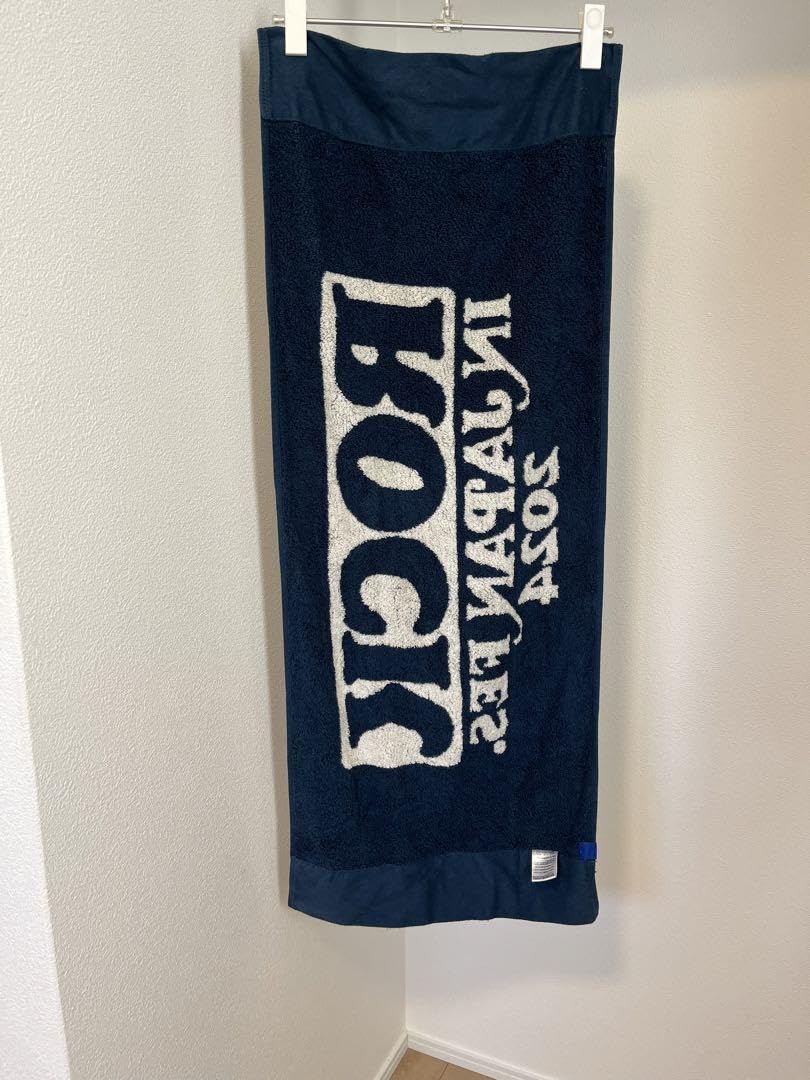 ROCK
IN JAPAN FES.
2024